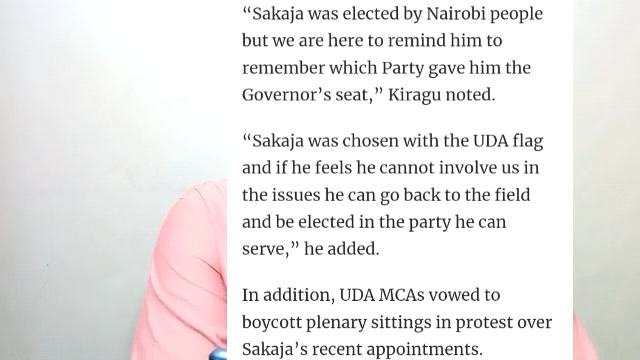 “Sakaja was elected by Nairobi people
but we are here to remind him to
remember which Party gave him the
Governor’s seat,” Kiragu noted.
“Sakaja was chosen with the UDA flag
and if he feels he cannot involve us in
the issues he can go back to the field
and be elected in the party he can
serve,” he added.
In addition, UDA MCAs vowed to
boycott plenary sittings in protest over
Sakaja’s recent appointments.